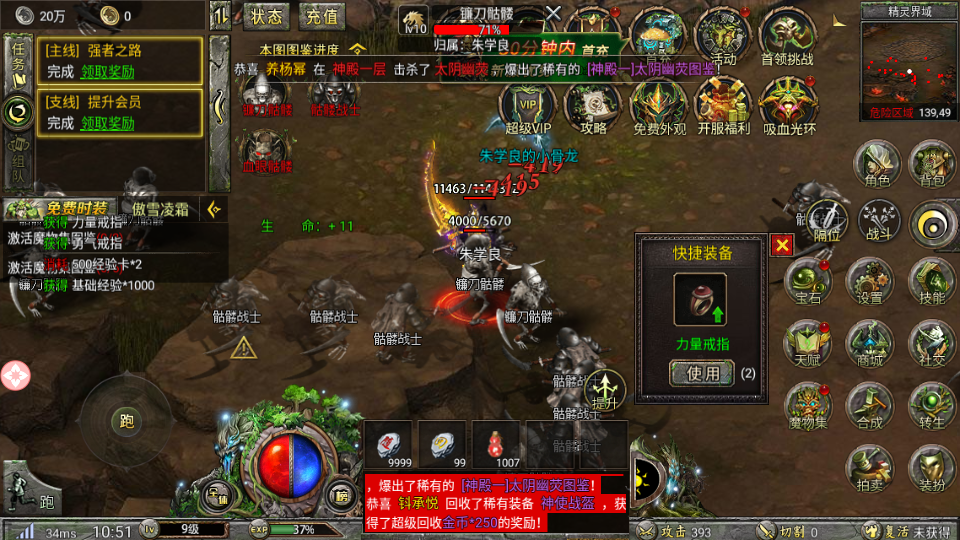 20万
0
状态
充值
lv10
镰刀骷髅
71%
归属：朱学良
精灵界域
危险区域 139,49
任务
组队
[主线] 强者之路
完成 领取奖励
[支线] 提升会员
完成 领取奖励
本图图鉴进度
分钟内
首充
活动
首领挑战
恭喜 养杨幂 在 神殿一层 击杀了 太阴幽荧，爆出了稀有的 [神殿一]太阴幽荧图鉴!
镰刀骷髅
骷髅战士
超级VIP
攻略
免费外观
开服福利
吸血光环
朱学良的小骨龙
-4195
4000/5670
朱学良
镰刀骷髅
镰刀骷髅
生 命：+11
免费时装
傲雪凌霜
获得 力量戒指
获得 勇气戒指
500经验卡*2
获得 基础经验*1000
骷髅战士
骷髅战士
骷髅战士
快捷装备
力量戒指
使用
(2)
角色
背包
隔位
战斗
宝石
设置
技能
天赋
商城
社交
魔物集
合成
转生
拍卖
装扮
提升
骷髅战士
骷髅战士
跑
跑
全体
榜
9999
99
1007
，爆出了稀有的 [神殿一]太阴幽荧图鉴!
恭喜 钭承悦 回收了稀有装备 神使战盔 ，获
得了超级回收金币*250的奖励!
34ms
10:51
lv
9级
EXP
37%
攻击 393
切割 0
复活 未获得